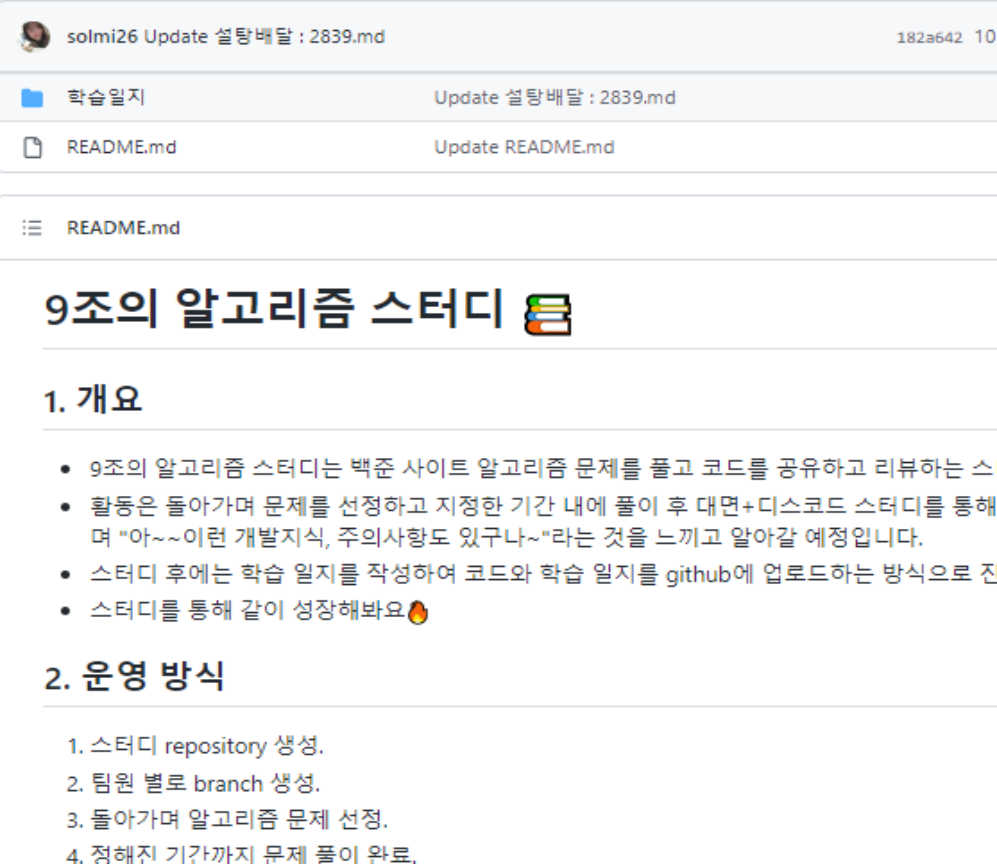 solmi26 Update 설탕배달 : 2839.md 182a642 10
학습일지 Update 설탕배달 : 2839.md
README.md Update README.md
README.md
9조의 알고리즘 스터디 📚
1. 개요
• 9조의 알고리즘 스터디는 백준 사이트 알고리즘 문제를 풀고 코드를 공유하고 리뷰하는 스
• 활동은 돌아가며 문제를 선정하고 지정한 기간 내에 풀이 후 대면+디스코드 스터디를 통해
며 "아~~이런 개발지식, 주의사항도 있구나~"라는 것을 느끼고 알아갈 예정입니다.
• 스터디 후에는 학습 일지를 작성하여 코드와 학습 일지를 github에 업로드하는 방식으로 진
• 스터디를 통해 같이 성장해봐요🔥
2. 운영 방식
1. 스터디 repository 생성.
2. 팀원 별로 branch 생성.
3. 돌아가며 알고리즘 문제 선정.
4. 정해진 기간까지 문제 풀이 완료.